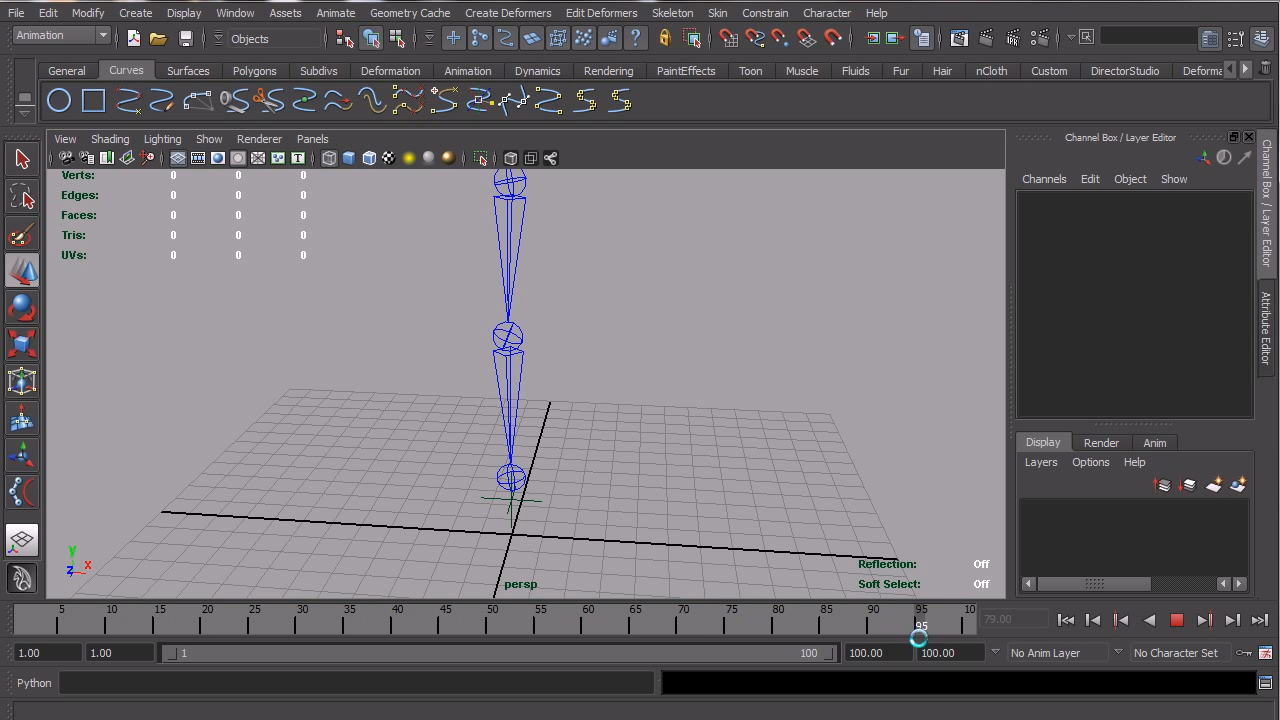 File Edit Modify Create Display Window Assets Animate Geometry Cache Create Deformers Edit Deformers Skeleton Skin Constrain Character Help
Animation
Objects
General Curves Surfaces Polygons Subdivs Deformation Animation Dynamics Rendering PaintEffects Toon Muscle Fluids Fur Hair nCloth Custom DirectorStudio Deforma
View Shading Lighting Show Renderer Panels
Channel Box / Layer Editor
Channels Edit Object Show
Verts: 0 0 0
Edges: 0 0 0
Faces: 0 0 0
Tris: 0 0 0
UVs: 0 0 0
Channel Box / Layer Editor
Attribute Editor
Display Render Anim
Layers Options Help
y
z x
persp
Reflection: Off
Soft Select: Off
5 10 15 20 25 30 35 40 45 50 55 60 65 70 75 80 85 90 95 10
95
79.00
1.00 1.00 1 100 100.00 100.00 No Anim Layer No Character Set
Python